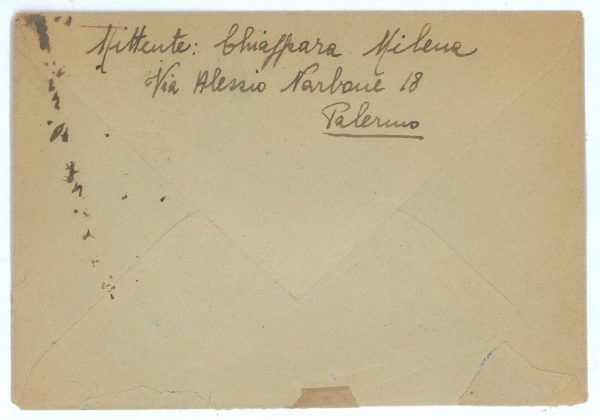 Mittente: Chiappara Milena
Via Alessio Narbone 18
Palermo